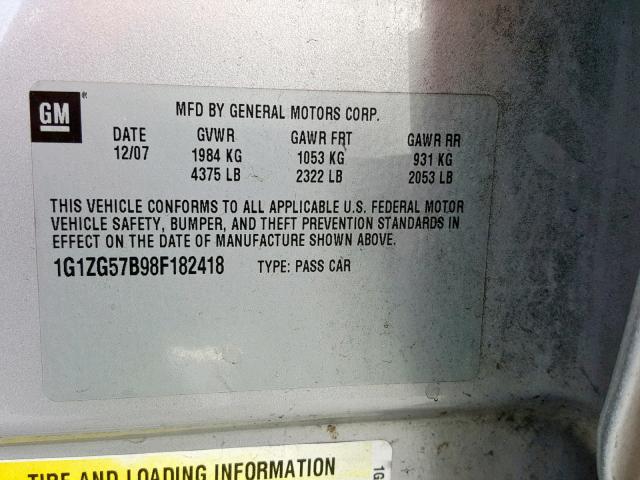 GM®
MFD BY GENERAL MOTORS CORP.
DATE GVWR GAWR FRT GAWR RR
12/07 1984 KG 1053 KG 931 KG
4375 LB 2322 LB 2053 LB
THIS VEHICLE CONFORMS TO ALL APPLICABLE U.S. FEDERAL MOTOR
VEHICLE SAFETY, BUMPER, AND THEFT PREVENTION STANDARDS IN
EFFECT ON THE DATE OF MANUFACTURE SHOWN ABOVE.
1G1ZG57B98F182418 TYPE: PASS CAR
TIRE AND LOADING INFORMATION
1G